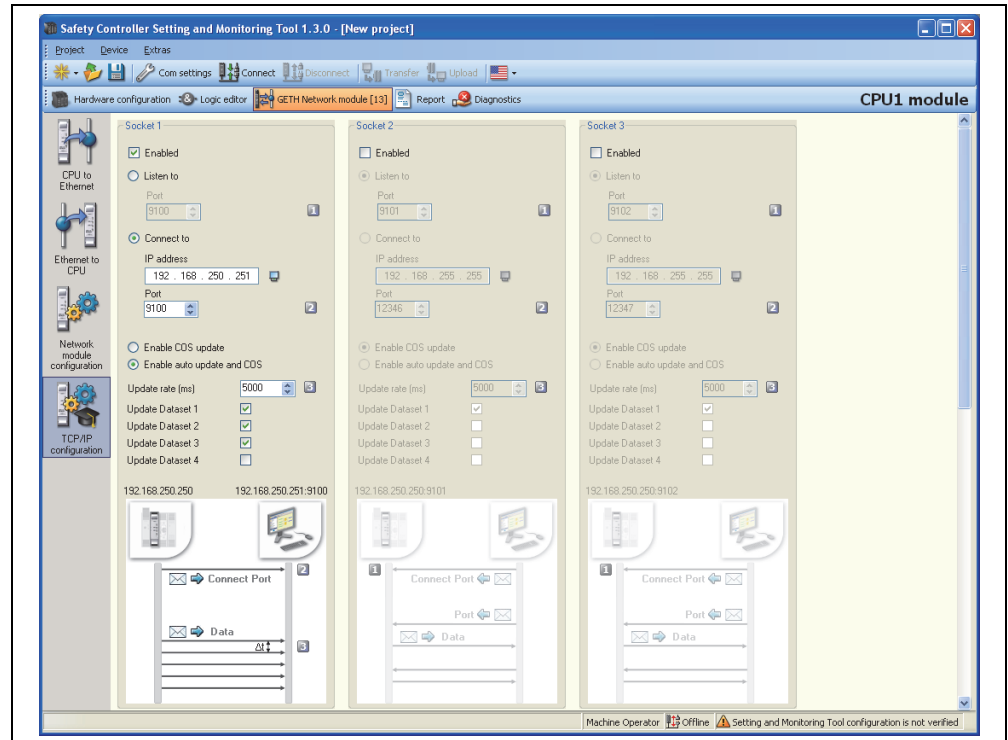 Safety Controller Setting and Monitoring Tool 1.3.0 - [New project]
Project Device Extras
Com settings Connect Disconnect Transfer Upload
Hardware configuration Logic editor GETH Network module [13] Report Diagnostics CPU1 module
CPU to Ethernet
Ethernet to CPU
Network module configuration
TCP/IP configuration
Socket 1
Enabled
Listen to
Port
9100 1
Connect to
IP address
192 . 168 . 250 . 251
Port
9100 2
Enable COS update
Enable auto update and COS
Update rate (ms) 5000 3
Update Dataset 1
Update Dataset 2
Update Dataset 3
Update Dataset 4
192.168.250.250 192.168.250.251:9100
Connect Port 2
Data
Δt 3
Socket 2
Enabled
Listen to
Port
9101 1
Connect to
IP address
192 . 168 . 255 . 255
Port
12346 2
Enable COS update
Enable auto update and COS
Update rate (ms) 5000 3
Update Dataset 1
Update Dataset 2
Update Dataset 3
Update Dataset 4
192.168.250.250:9101
1 Connect Port
Port
Data
Socket 3
Enabled
Listen to
Port
9102 1
Connect to
IP address
192 . 168 . 255 . 255
Port
12347 2
Enable COS update
Enable auto update and COS
Update rate (ms) 5000 3
Update Dataset 1
Update Dataset 2
Update Dataset 3
Update Dataset 4
192.168.250.250:9102
1 Connect Port
Port
Data
Machine Operator Offline Setting and Monitoring Tool configuration is not verified